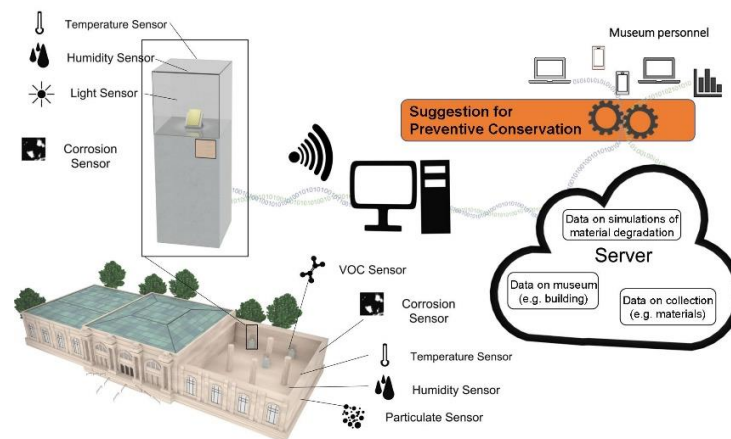 Temperature Sensor
Humidity Sensor
Light Sensor
Corrosion
Sensor
Museum personnel
Suggestion for
Preventive Conservation
Data on simulations of
material degradation
Server
Data on museum
(e.g. building)
Data on collection
(e.g. materials)
VOC Sensor
Corrosion
Sensor
Temperature Sensor
Humidity Sensor
Particulate Sensor